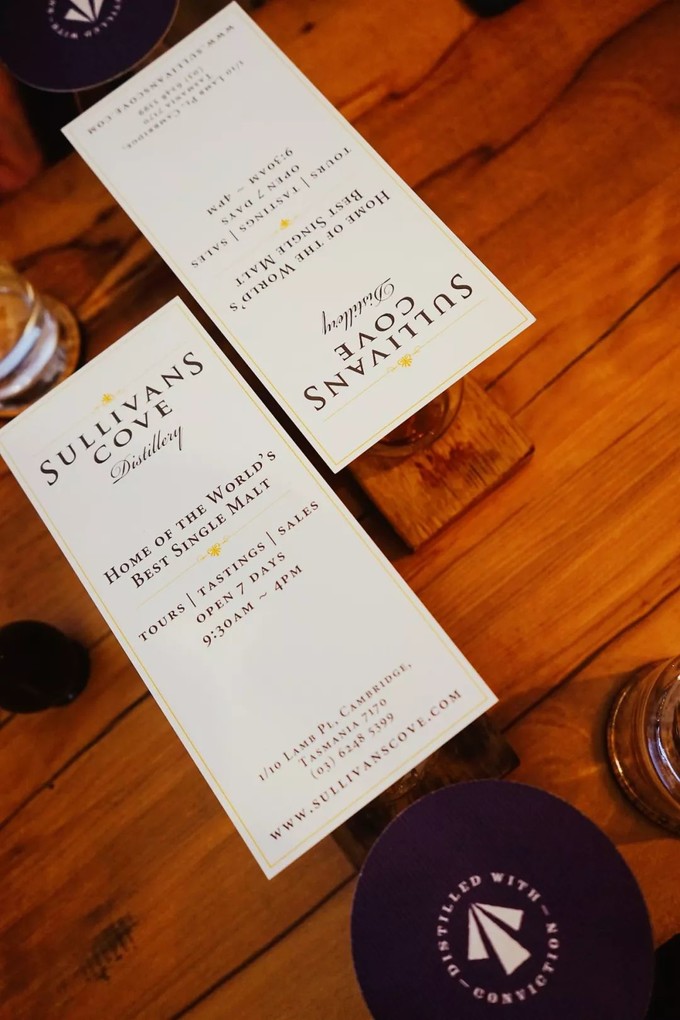 SULLIVANS
COVE
Distillery
HOME OF THE WORLD'S
BEST SINGLE MALT
TOURS | TASTINGS | SALES
OPEN 7 DAYS
9:30AM ~ 4PM
1/10 LAMB PL, CAMBRIDGE,
TASMANIA 7170
(03) 6248 5399
WWW.SULLIVANSCOVE.COM
SULLIVANS
COVE
Distillery
HOME OF THE WORLD'S
BEST SINGLE MALT
TOURS | TASTINGS | SALES
OPEN 7 DAYS
9:30AM ~ 4PM
1/10 LAMB PL, CAMBRIDGE,
TASMANIA 7170
(03) 6248 5399
WWW.SULLIVANSCOVE.COM
DISTILLED WITH
CONVICTION
DISTILLED WITH